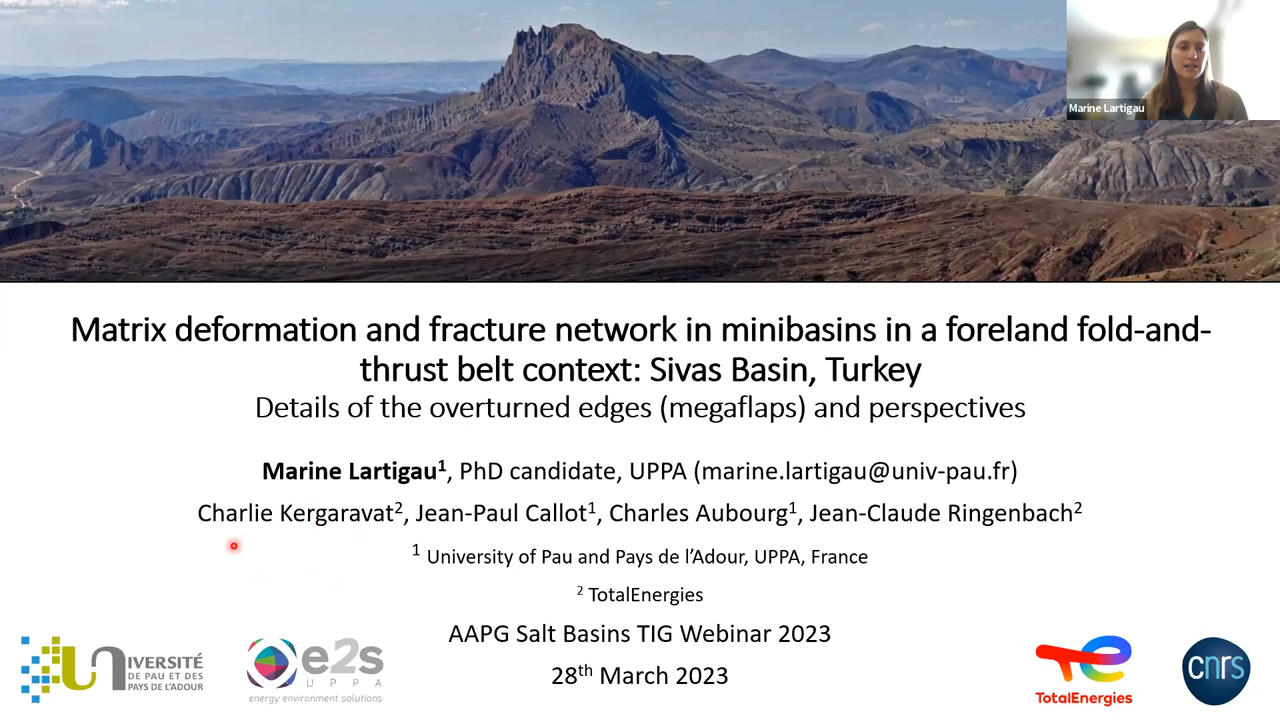 Marine Lartigau
Matrix deformation and fracture network in minibasins in a foreland fold-and-
thrust belt context: Sivas Basin, Turkey
Details of the overturned edges (megaflaps) and perspectives
Marine Lartigau¹, PhD candidate, UPPA (marine.lartigau@univ-pau.fr)
Charlie Kergaravat², Jean-Paul Callot¹, Charles Aubourg¹, Jean-Claude Ringenbach²
¹ University of Pau and Pays de l’Adour, UPPA, France
² TotalEnergies
AAPG Salt Basins TIG Webinar 2023
28th March 2023
UNIVERSITÉ
DE PAU ET DES
PAYS DE L'ADOUR
e2s
UPPA
energy environment solutions
TotalEnergies
cnrs